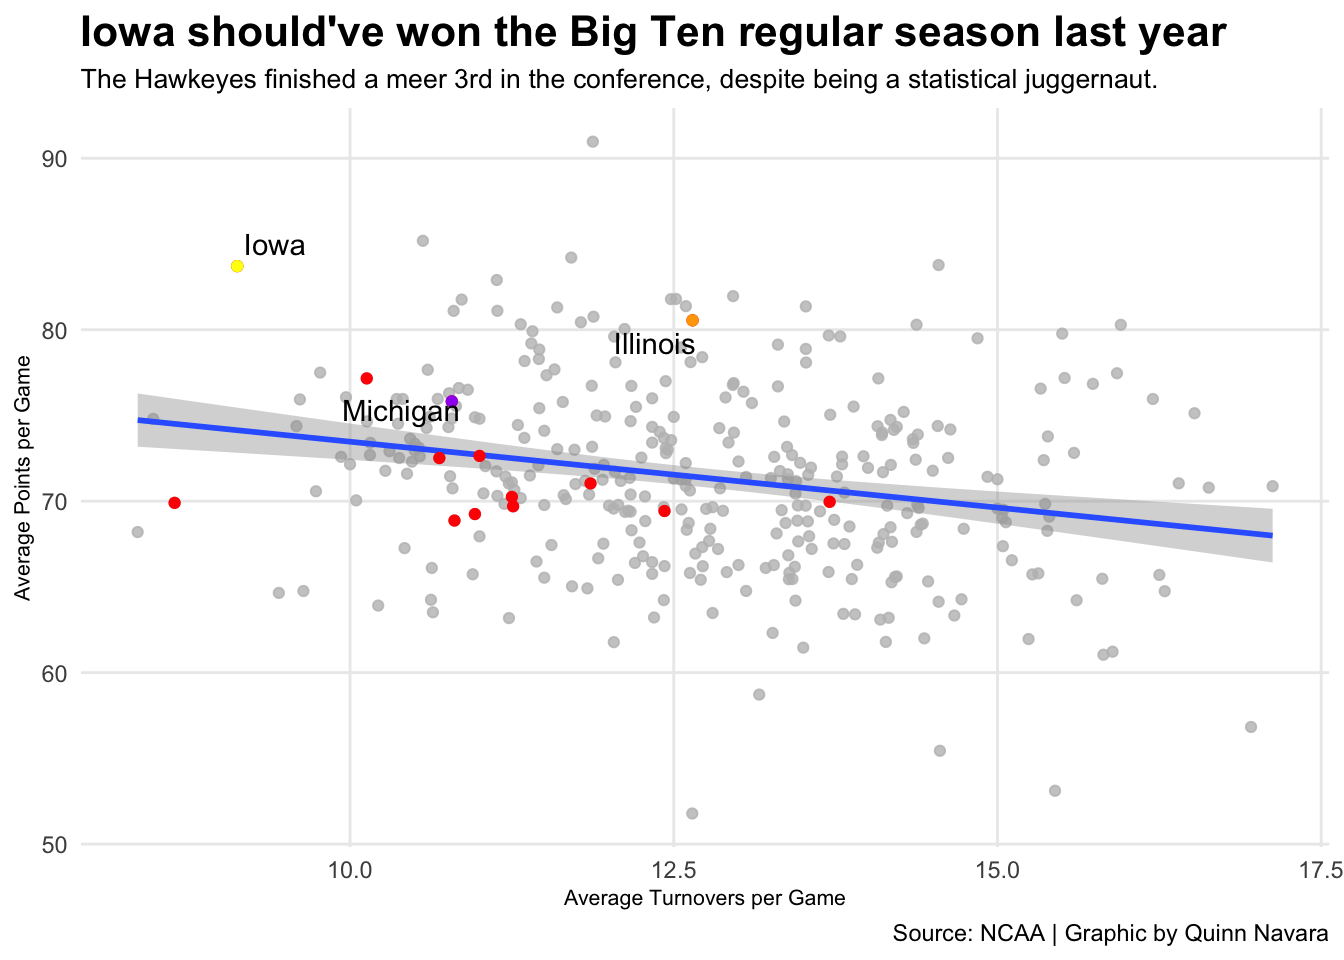 Iowa should've won the Big Ten regular season last year
The Hawkeyes finished a meer 3rd in the conference, despite being a statistical juggernaut.
90
Iowa
80
Illinois
Michigan
70
60
50
Average Points per Game
10.0 12.5 15.0 17.5
Average Turnovers per Game
Source: NCAA | Graphic by Quinn Navara